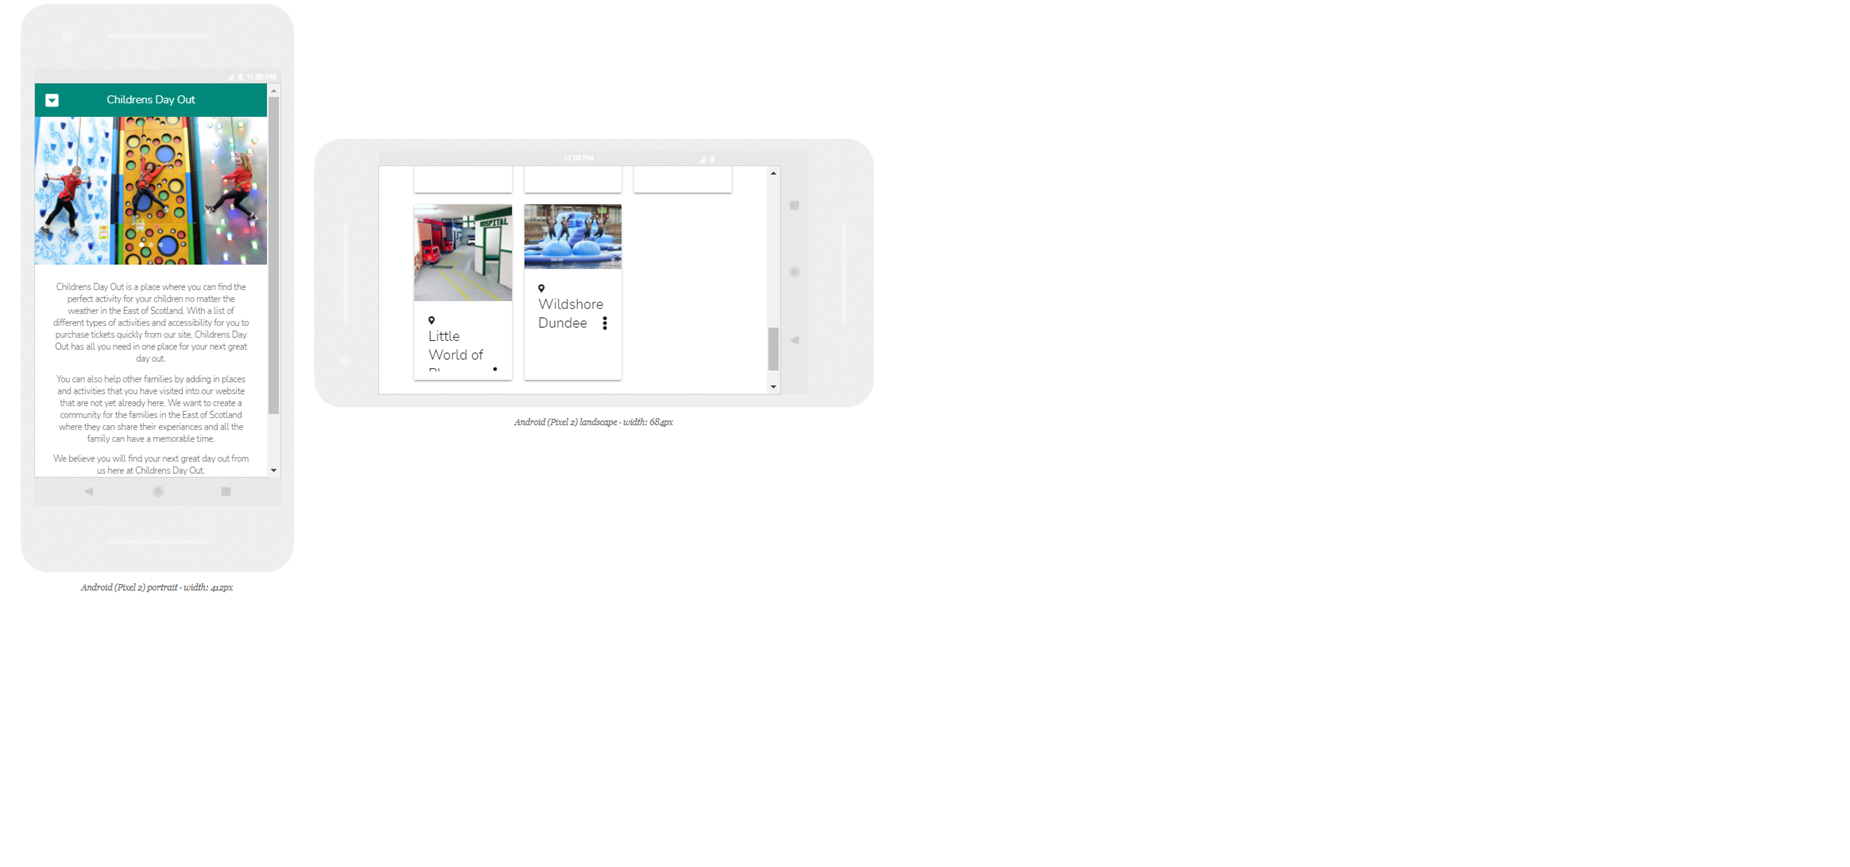 11:00 PM
Childrens Day Out
Childrens Day Out is a place where you can find the
perfect activity for your children no matter the
weather in the East of Scotland. With a list of
different types of activities and accessibility for you to
purchase tickets quickly from our site, Childrens Day
Out has all you need in one place for your next great
day out.
You can also help other families by adding in places
and activities that you have visited into our website
that are not yet already here. We want to create a
community for the families in the East of Scotland
where they can share their experiances and all the
family can have a memorable time.
We believe you will find your next great day out from
us here at Childrens Day Out.
Android (Pixel 2) portrait · width: 412px
11:09 PM
HOSPITAL
Little
World of
Wildshore
Dundee
Android (Pixel 2) landscape · width: 684px